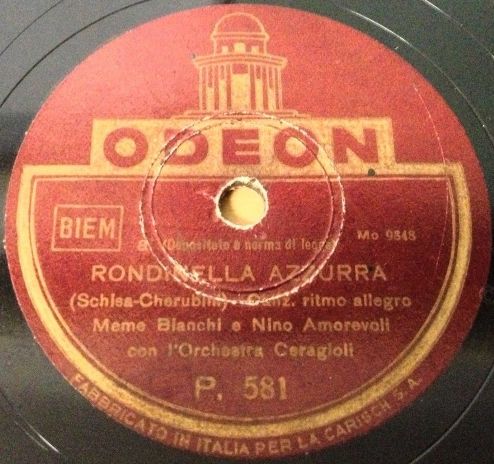 ODEON
BIEM
B. (Depositato a norma di legge) Mo 9348
RONDINELLA AZZURRA
(Schisa-Cherubini) - Canz. ritmo allegro
Meme Bianchi e Nino Amorevoli
con l'Orchestra Ceragioli
P. 581
FABBRICATO IN ITALIA PER LA CARISCH S.A.